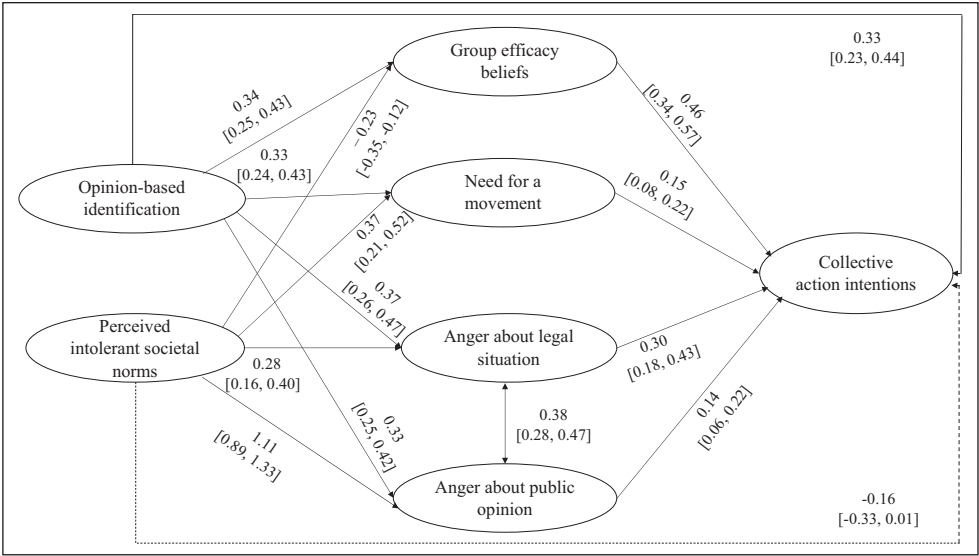 0.33
[0.23, 0.44]
Group efficacy
beliefs
0.34
[0.25, 0.43]
−0.23
[-0.35, -0.12]
0.46
[0.34, 0.57]
0.33
[0.24, 0.43]
Opinion-based
identification
Need for a
movement
0.15
[0.08, 0.22]
0.37
[0.21, 0.52]
Collective
action intentions
0.37
[0.26, 0.47]
Perceived
intolerant societal
norms
Anger about legal
situation
0.30
[0.18, 0.43]
0.28
[0.16, 0.40]
0.38
[0.28, 0.47]
0.14
[0.06, 0.22]
0.33
[0.25, 0.42]
1.11
[0.89, 1.33]
Anger about public
opinion
-0.16
[-0.33, 0.01]